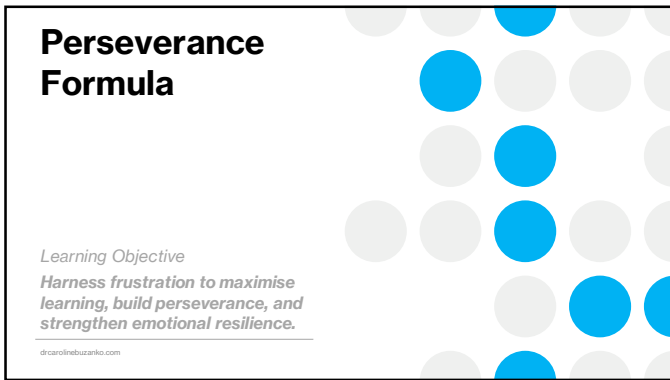 Perseverance
Formula
Learning Objective
Harness frustration to maximise
learning, build perseverance, and
strengthen emotional resilience.
drcarolinebuzanko.com